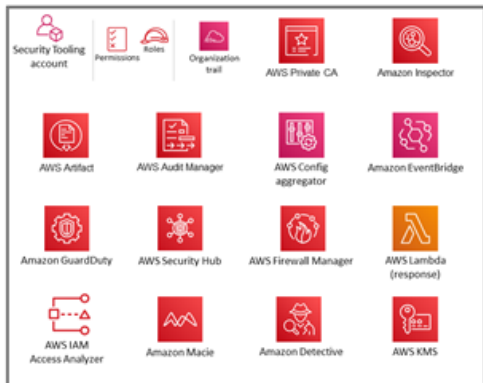 Security Tooling
account
Permissions
Roles
Organization
trail
AWS Private CA
Amazon Inspector
AWS Artifact
AWS Audit Manager
AWS Config
aggregator
Amazon EventBridge
Amazon GuardDuty
AWS Security Hub
AWS Firewall Manager
AWS Lambda
(response)
AWS IAM
Access Analyzer
Amazon Macie
Amazon Detective
AWS KMS